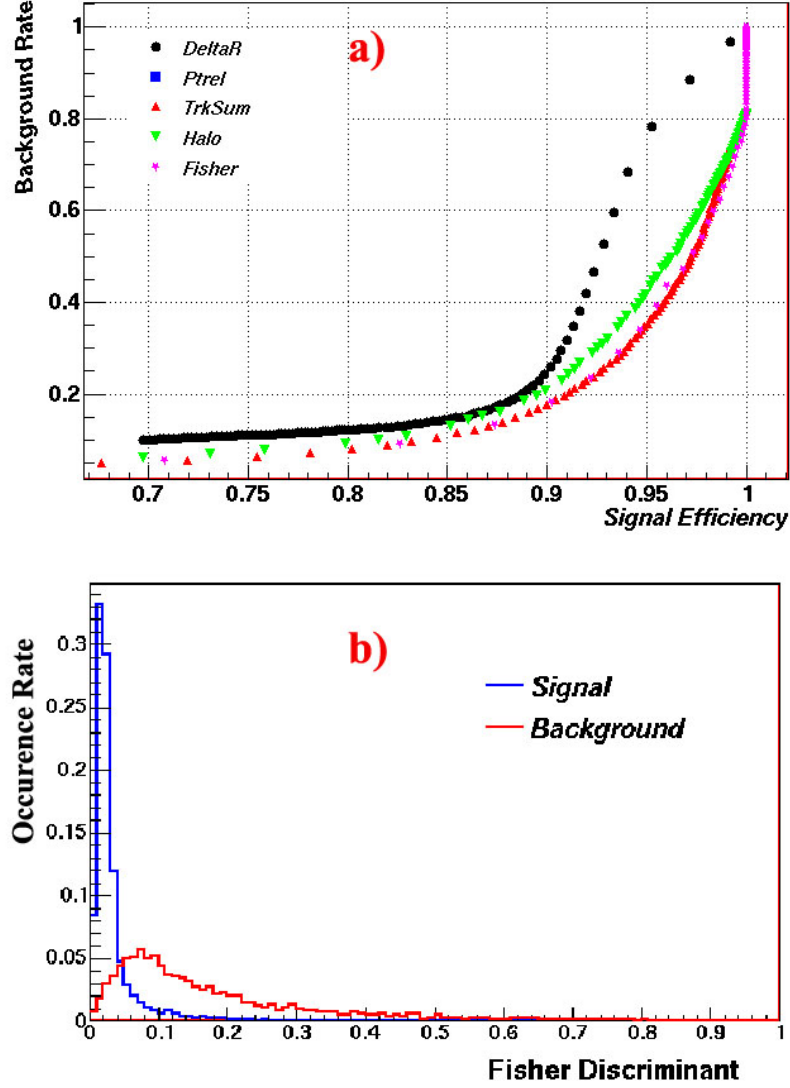 Background Rate
1
0.8
0.6
0.4
0.2
a)
DeltaR
Ptrel
TrkSum
Halo
Fisher
0.7 0.75 0.8 0.85 0.9 0.95 1
Signal Efficiency
Occurence Rate
0.3
0.25
0.2
0.15
0.1
0.05
0
b)
Signal
Background
0 0.1 0.2 0.3 0.4 0.5 0.6 0.7 0.8 0.9 1
Fisher Discriminant